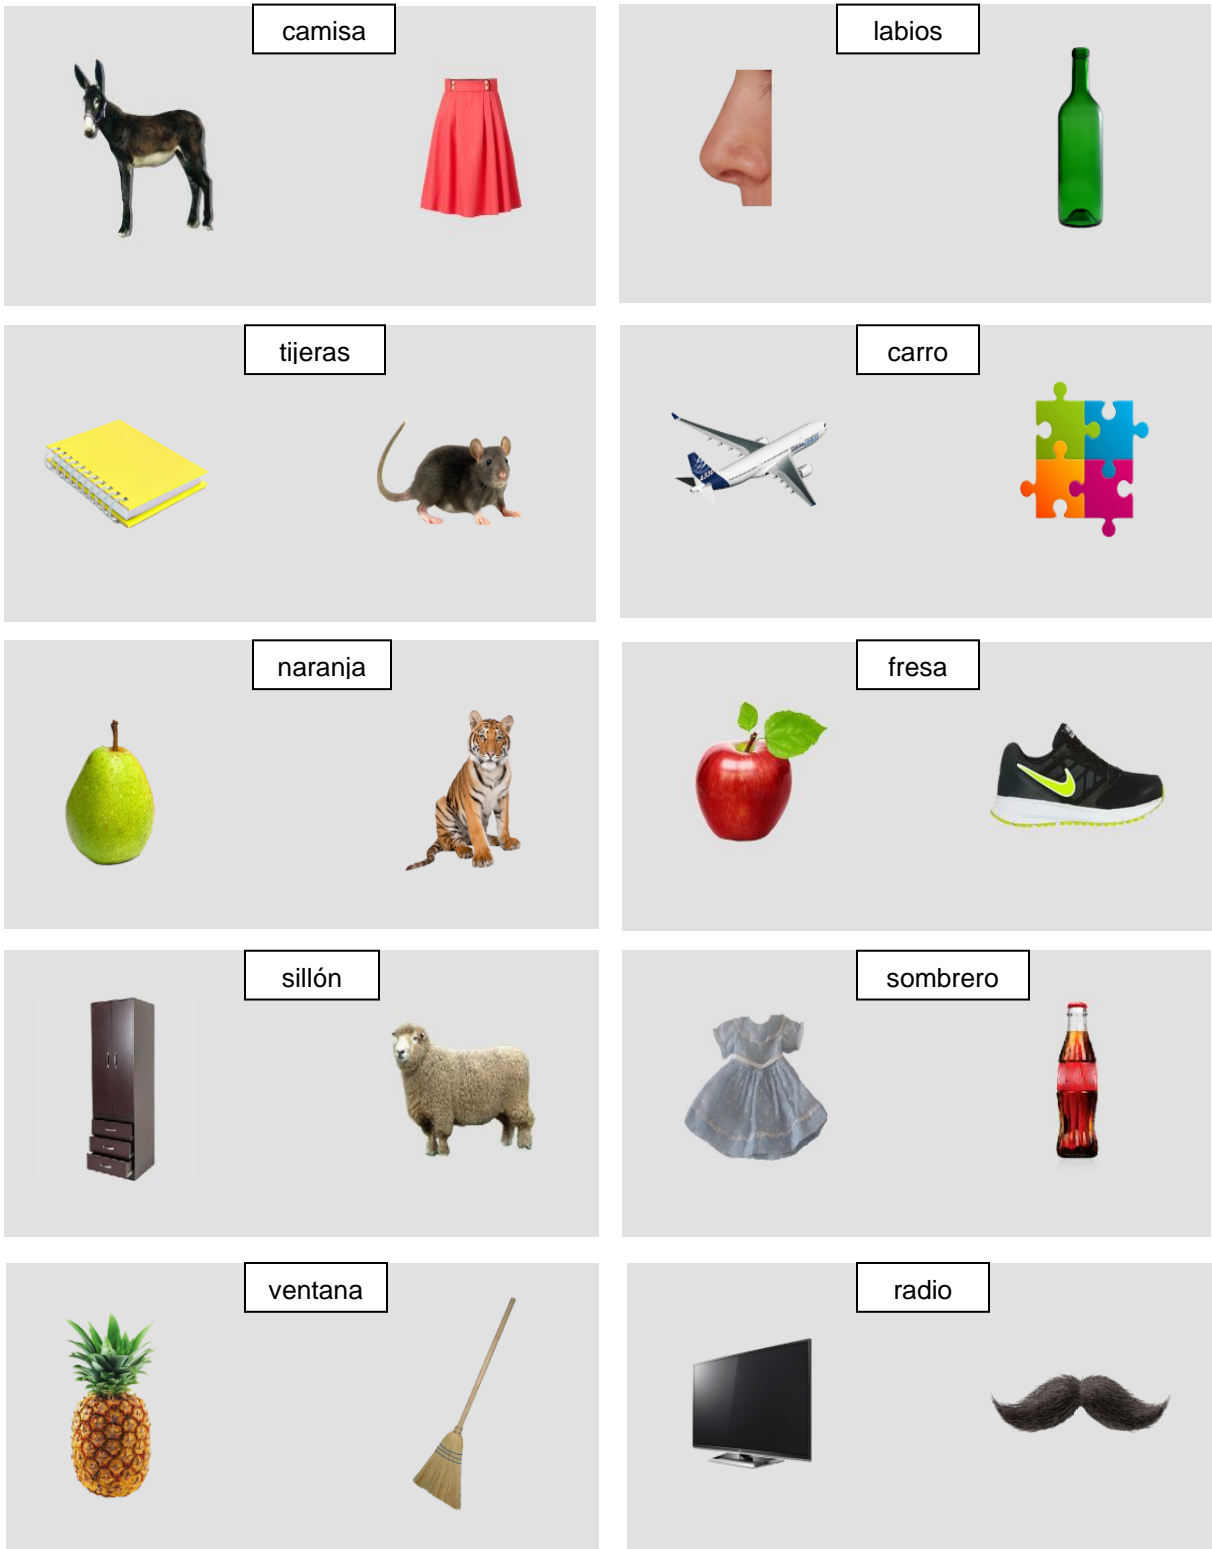 camisa
labios
tijeras
carro
naranja
fresa
sillón
sombrero
ventana
radio